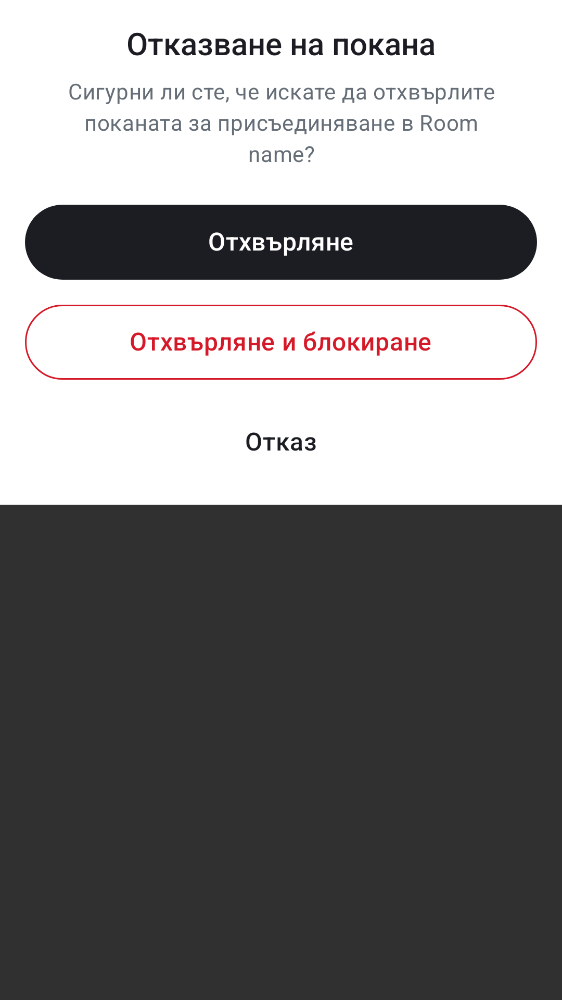 Отказване на покана
Сигурни ли сте, че искате да отхвърлите
поканата за присъединяване в Room
name?
Отхвърляне
Отхвърляне и блокиране
Отказ